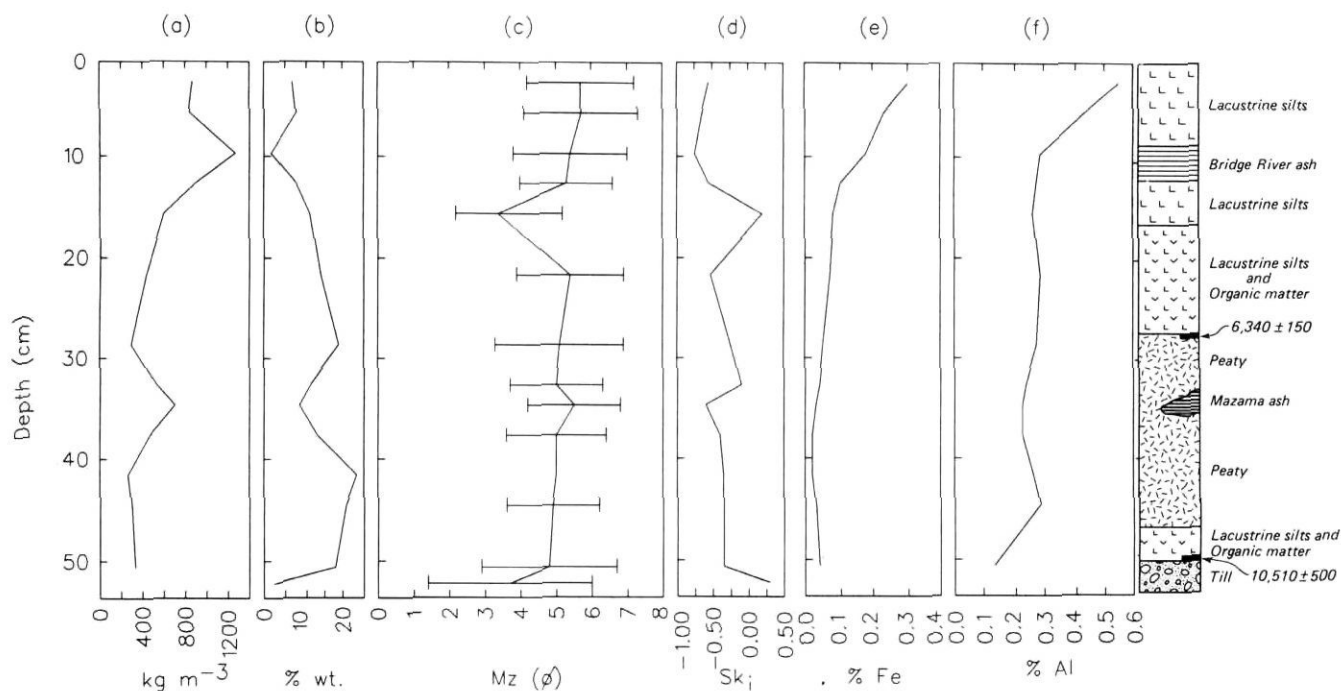 (a) (b) (c) (d) (e) (f)
0
10
20
30
40
50
Depth (cm)
400
1200
kg m⁻³
10
20
% wt.
0 1 2 3 4 5 6 7 8
Mz (Ø)
-1.00
-0.50
0.0
0.50
Skᵢ
0.0
0.1
0.2
0.3
0.4
. % Fe
0.0
0.1
0.2
0.3
0.4
0.5
0.6
% Al
Lacustrine silts
Bridge River ash
Lacustrine silts
Lacustrine silts
and
Organic matter
6,340 ± 150
Peaty
Mazama ash
Peaty
Lacustrine silts and
Organic matter
Till 10,510 ± 500